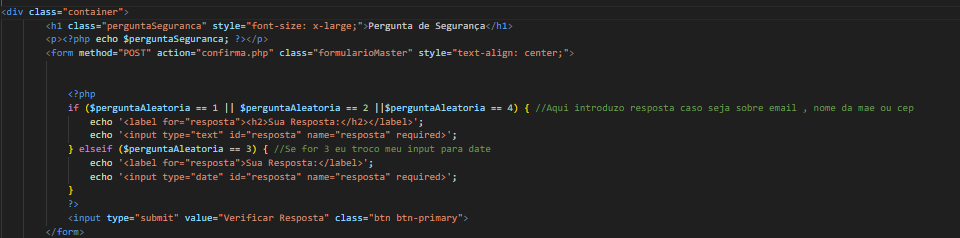 <div class="container">
<h1 class="perguntaSeguranca" style="font-size: x-large;">Pergunta de Segurança</h1>
<p><?php echo $perguntaSeguranca; ?></p>
<form method="POST" action="confirma.php" class="formularioMaster" style="text-align: center;">
<?php
if ($perguntaAleatoria == 1 || $perguntaAleatoria == 2 ||$perguntaAleatoria == 4) { //Aqui introduzo resposta caso seja sobre email , nome da mae ou cep
echo '<label for="resposta"><h2>Sua Resposta:</h2></label>';
echo '<input type="text" id="resposta" name="resposta" required>';
} elseif ($perguntaAleatoria == 3) { //Se for 3 eu troco meu input para date
echo '<label for="resposta">Sua Resposta:</label>';
echo '<input type="date" id="resposta" name="resposta" required>';
}
?>
<input type="submit" value="Verificar Resposta" class="btn btn-primary">
</form>